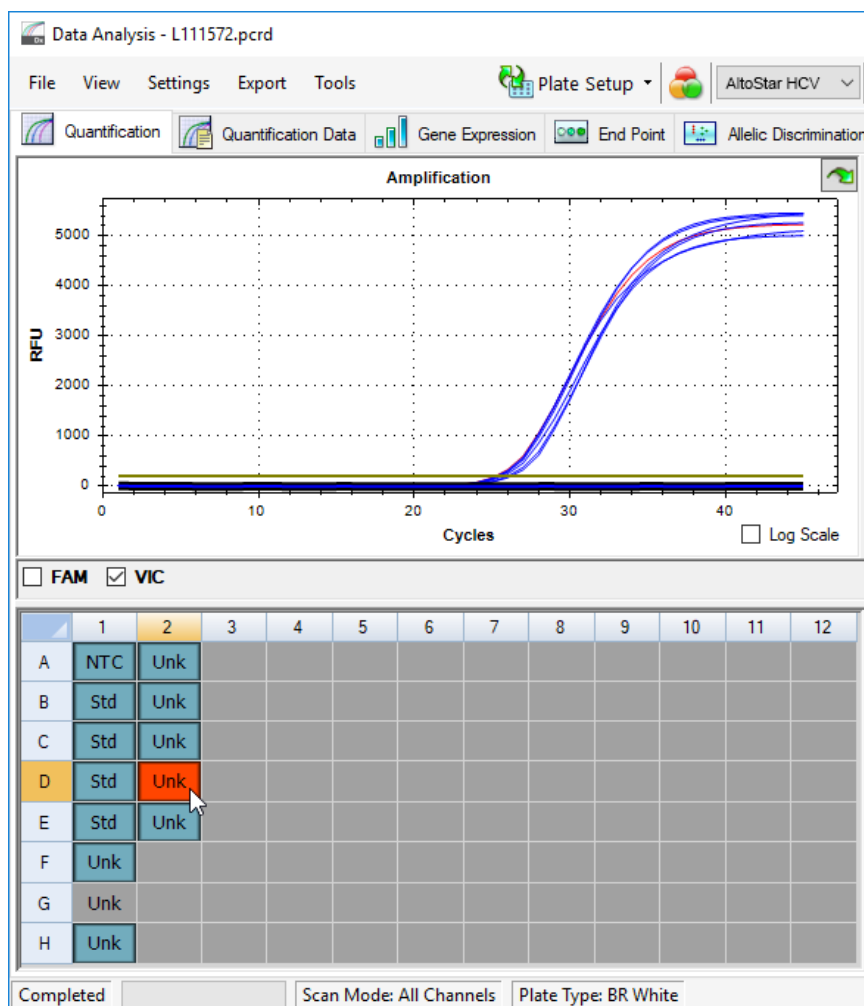 Data Analysis - L111572.pcrd
File View Settings Export Tools Plate Setup AltoStar HCV
Quantification Quantification Data Gene Expression End Point Allelic Discrimination
Amplification
5000
4000
3000
2000
1000
0
RFU
0 10 20 30 40
Cycles
Log Scale
FAM VIC
1 2 3 4 5 6 7 8 9 10 11 12
A NTC Unk
B Std Unk
C Std Unk
D Std Unk
E Std Unk
F Unk
G Unk
H Unk
Completed Scan Mode: All Channels Plate Type: BR White